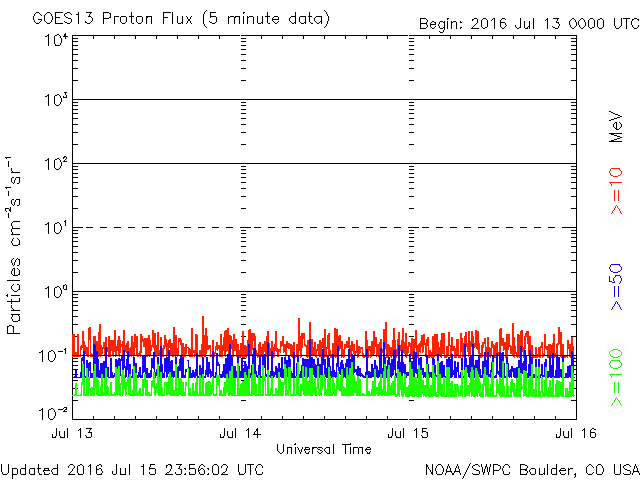 GOES13 Proton Flux (5 minute data)
Begin: 2016 Jul 13 0000 UTC
Particles cm⁻²s⁻¹sr⁻¹
10⁴
10³
10²
10¹
10⁰
10⁻¹
10⁻²
Jul 13
Jul 14
Jul 15
Jul 16
Universal Time
MeV
>=10
>=50
>=100
Updated 2016 Jul 15 23:56:02 UTC
NOAA/SWPC Boulder, CO USA